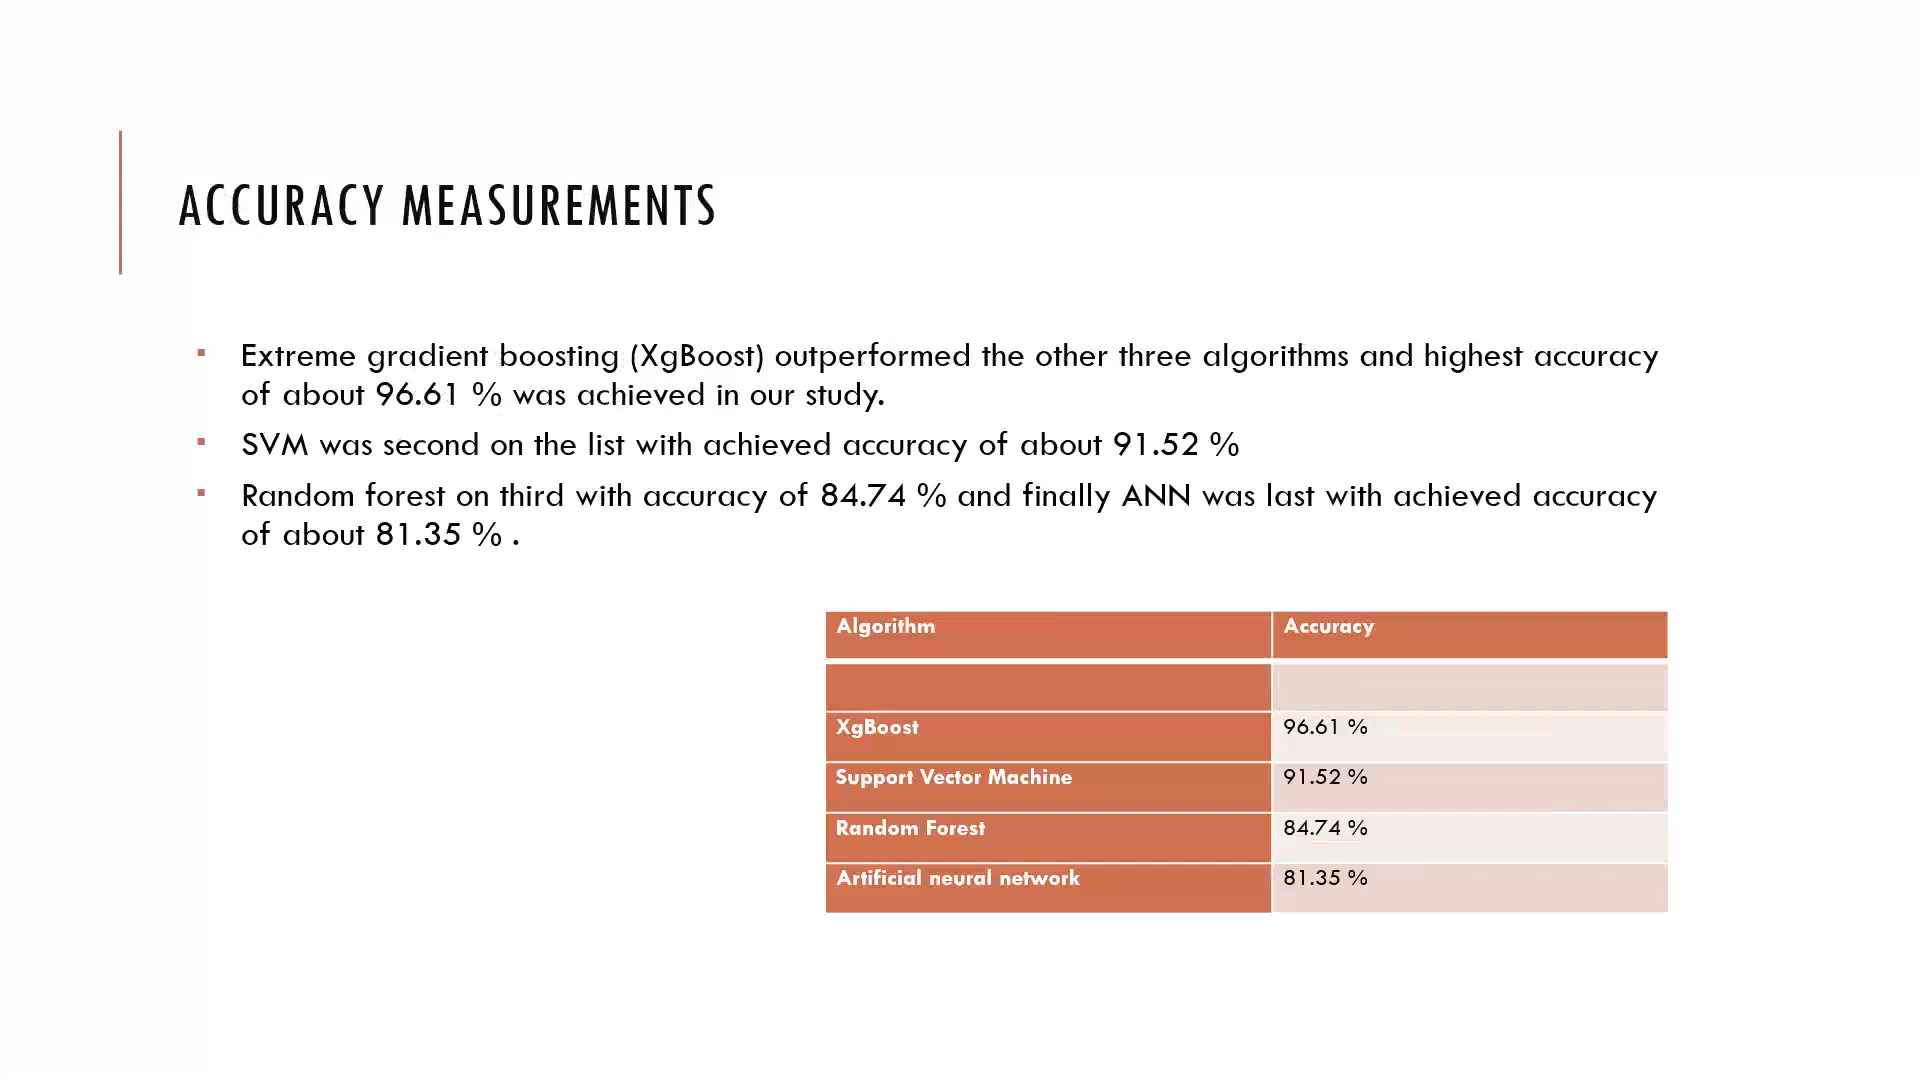 ACCURACY MEASUREMENTS
Extreme gradient boosting (XgBoost) outperformed the other three algorithms and highest accuracy
of about 96.61 % was achieved in our study.
SVM was second on the list with achieved accuracy of about 91.52 %
Random forest on third with accuracy of 84.74 % and finally ANN was last with achieved accuracy
of about 81.35 % .
Algorithm Accuracy
XgBoost 96.61 %
Support Vector Machine 91.52 %
Random Forest 84.74 %
Artificial neural network 81.35 %